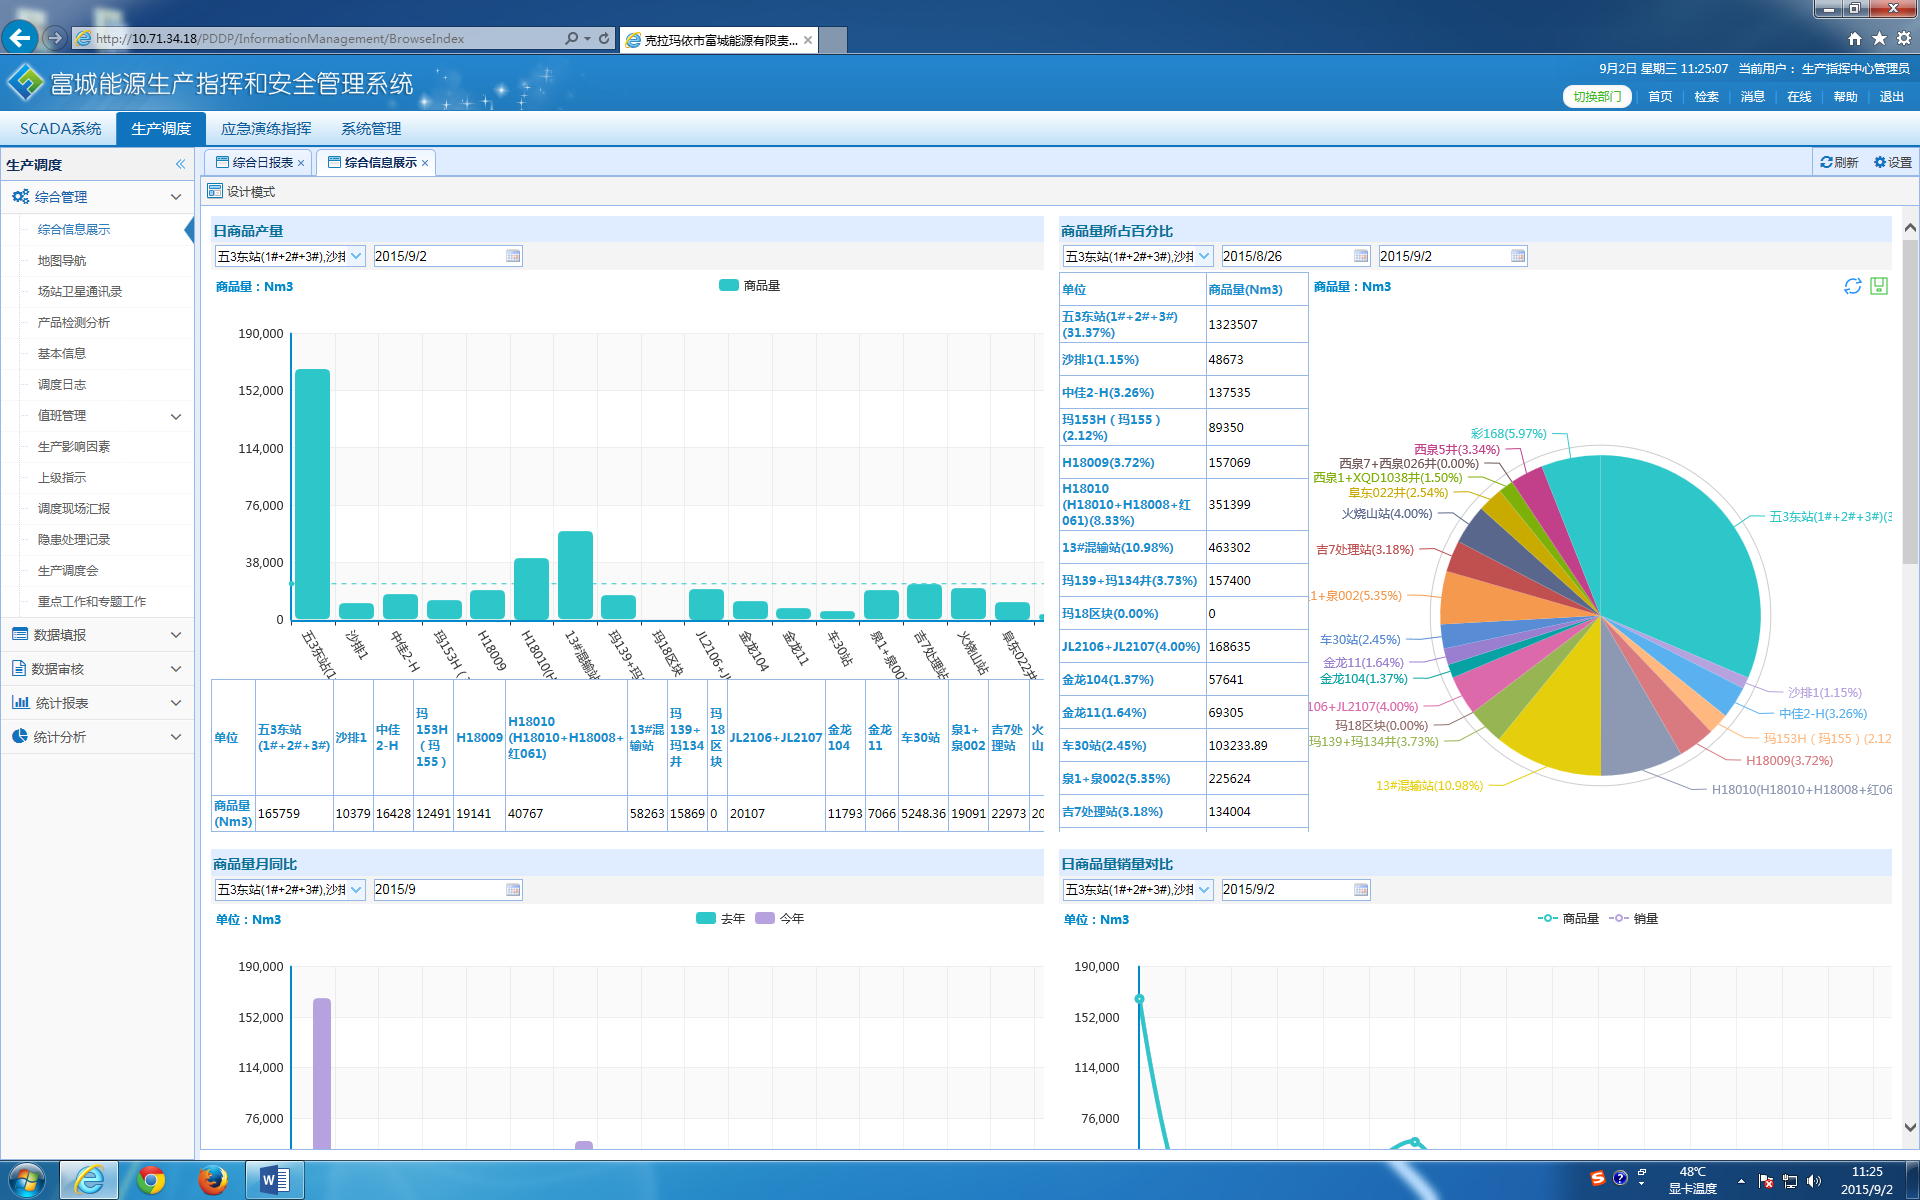 http://10.71.34.18/PDDP/InformationManagement/BrowseIndex
克拉玛依市富城能源有限责...
富城能源生产指挥和安全管理系统
9月2日 星期三 11:25:07 当前用户： 生产指挥中心管理员
切换部门 首页 检索 消息 在线 帮助 退出
SCADA系统 生产调度 应急演练指挥 系统管理
生产调度
综合日报表 综合信息展示
刷新 设置
设计模式
综合管理
综合信息展示
地图导航
场站卫星通讯录
产品检测分析
基本信息
调度日志
值班管理
生产影响因素
上级指示
调度现场汇报
隐患处理记录
生产调度会
重点工作和专题工作
数据填报
数据审核
统计报表
统计分析
日商品产量
五3东站(1#+2#+3#),沙排 2015/9/2
商品量：Nm3
商品量
190,000
152,000
114,000
76,000
38,000
0
五3东站(1
沙排1
中佳2-H
玛153H (
H18009
H18010(H
13#混输站
玛139+玛
玛18区块
JL2106+JL
金龙104
金龙11
车30站
泉1+泉00
吉7处理站
火烧山站
阜东022井
单位
五3东站(1#+2#+3#)
沙排1
中佳2-H
玛153H（玛155）
H18009
H18010(H18010+H18008+红061)
13#混输站
玛139+玛134井
玛18区块
JL2106+JL2107
金龙104
金龙11
车30站
泉1+泉002
吉7处理站
火山
商品量(Nm3) 165759 10379 16428 12491 19141 40767 58263 15869 0 20107 11793 7066 5248.36 19091 22973 20
商品量所占百分比
五3东站(1#+2#+3#),沙排 2015/8/26 2015/9/2
单位 商品量(Nm3)
五3东站(1#+2#+3#)(31.37%) 1323507
沙排1(1.15%) 48673
中佳2-H(3.26%) 137535
玛153H（玛155）(2.12%) 89350
H18009(3.72%) 157069
H18010(H18010+H18008+红061)(8.33%) 351399
13#混输站(10.98%) 463302
玛139+玛134井(3.73%) 157400
玛18区块(0.00%) 0
JL2106+JL2107(4.00%) 168635
金龙104(1.37%) 57641
金龙11(1.64%) 69305
车30站(2.45%) 103233.89
泉1+泉002(5.35%) 225624
吉7处理站(3.18%) 134004
商品量：Nm3
彩168(5.97%)
西泉5井(3.34%)
西泉7+西泉026井(0.00%)
西泉1+XQD1038井(1.50%)
阜东022井(2.54%)
火烧山站(4.00%)
吉7处理站(3.18%)
1+泉002(5.35%)
车30站(2.45%)
金龙11(1.64%)
金龙104(1.37%)
106+JL2107(4.00%)
玛18区块(0.00%)
玛139+玛134井(3.73%)
13#混输站(10.98%)
五3东站(1#+2#+3#)(3
沙排1(1.15%)
中佳2-H(3.26%)
玛153H（玛155）(2.12
H18009(3.72%)
H18010(H18010+H18008+红06
商品量月同比
五3东站(1#+2#+3#),沙排 2015/9
单位：Nm3
去年 今年
190,000
152,000
114,000
76,000
日商品量销量对比
五3东站(1#+2#+3#),沙排 2015/9/2
单位：Nm3
商品量 销量
190,000
152,000
114,000
76,000
48℃
显卡温度
11:25
2015/9/2